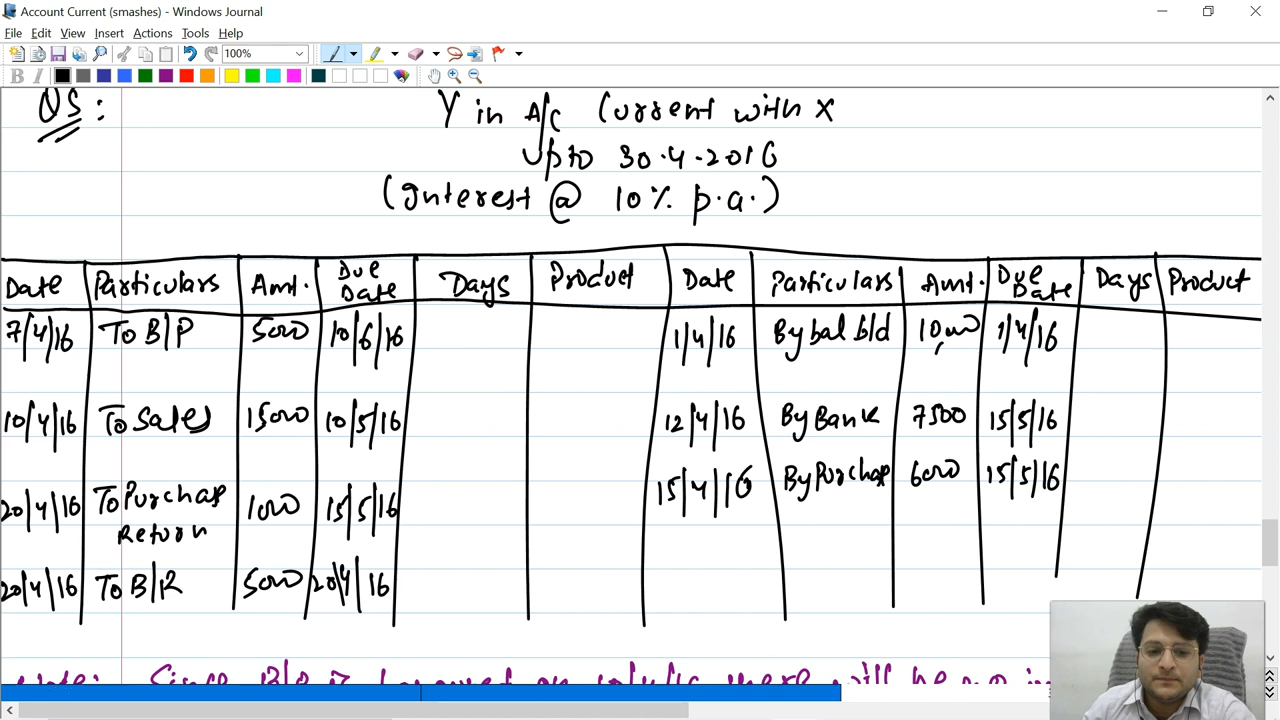 Account Current (smashes) - Windows Journal
File Edit View Insert Actions Tools Help
100%
B I
Q5:
Y in A/c Current with X
Upto 30.4.2016
(Interest @ 10% p.a.)
Date Particulars Amt. Due Date Days Product Date Particulars Amt. Due Date Days Product
7/4/16 To B/P 5000 10/6/16 1/4/16 By bal b/d 10,000 1/4/16
10/4/16 To Sales 15000 10/5/16 12/4/16 By Bank 7500 15/5/16
20/4/16 To Purchase Return 1000 15/5/16 15/4/16 By Purchase 6000 15/5/16
20/4/16 To B/R 5000 20/4/16
Since